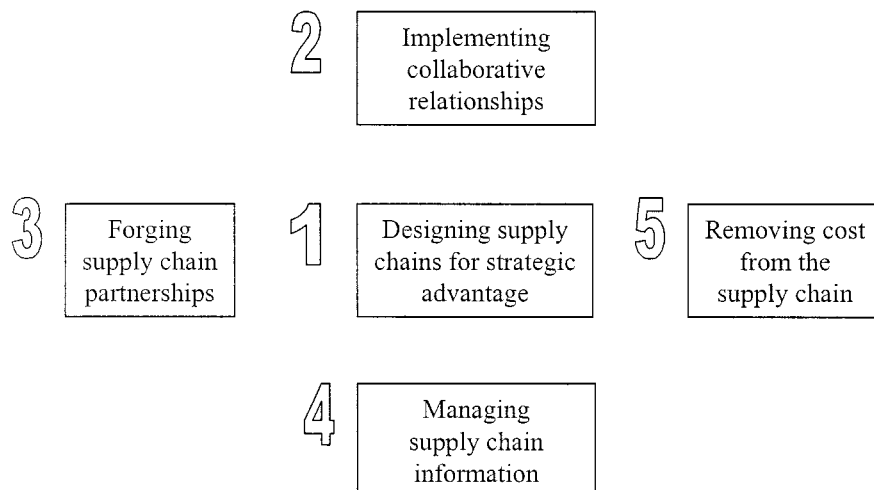 2
Implementing
collaborative
relationships
3
Forging
supply chain
partnerships
1
Designing supply
chains for strategic
advantage
5
Removing cost
from the
supply chain
4
Managing
supply chain
information